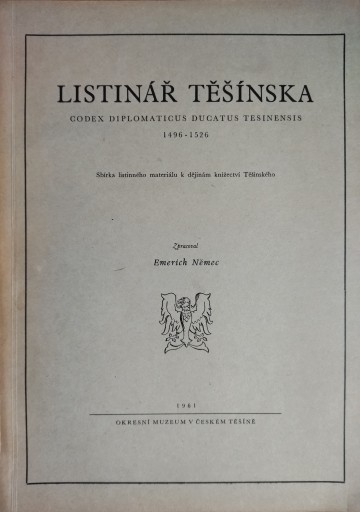 LISTINÁŘ TĚŠÍNSKA
CODEX DIPLOMATICUS DUCATUS TESINENSIS
1496-1526
Sbírka listinného materiálu k dějinám knížectví Těšínského
Zpracoval
Emerich Němec
1961
OKRESNÍ MUZEUM V ČESKÉM TĚŠÍNĚ